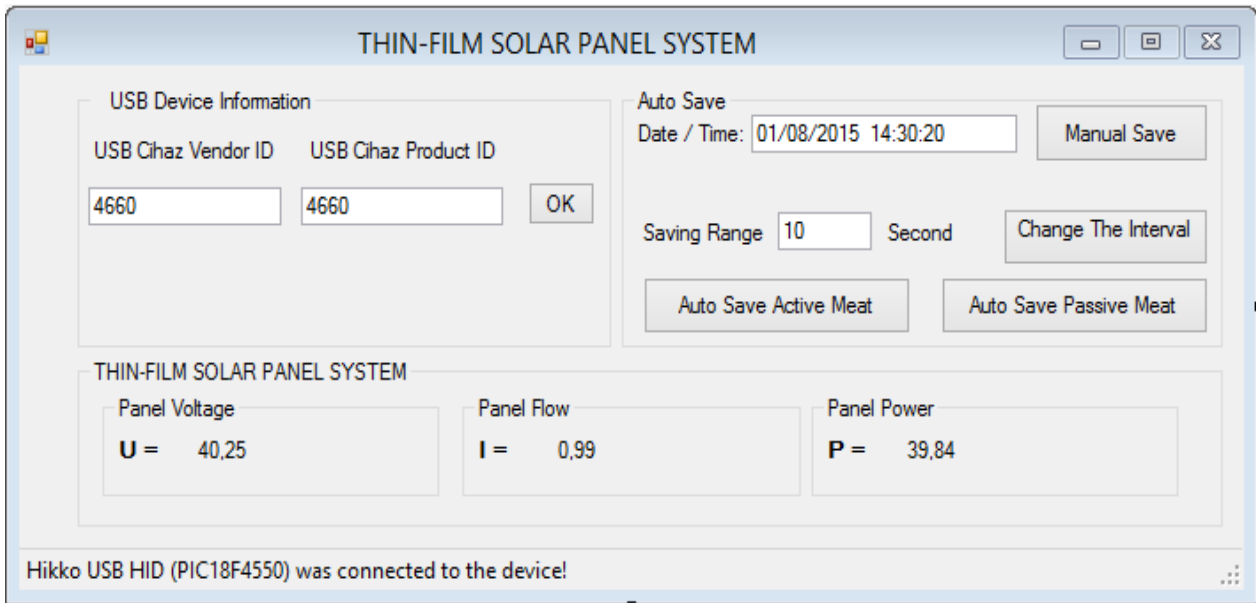 THIN-FILM SOLAR PANEL SYSTEM
USB Device Information
USB Cihaz Vendor ID USB Cihaz Product ID
4660 4660 OK
Auto Save
Date / Time: 01/08/2015 14:30:20 Manual Save
Saving Range 10 Second Change The Interval
Auto Save Active Meat Auto Save Passive Meat
THIN-FILM SOLAR PANEL SYSTEM
Panel Voltage Panel Flow Panel Power
U = 40,25 I = 0,99 P = 39,84
Hikko USB HID (PIC18F4550) was connected to the device!